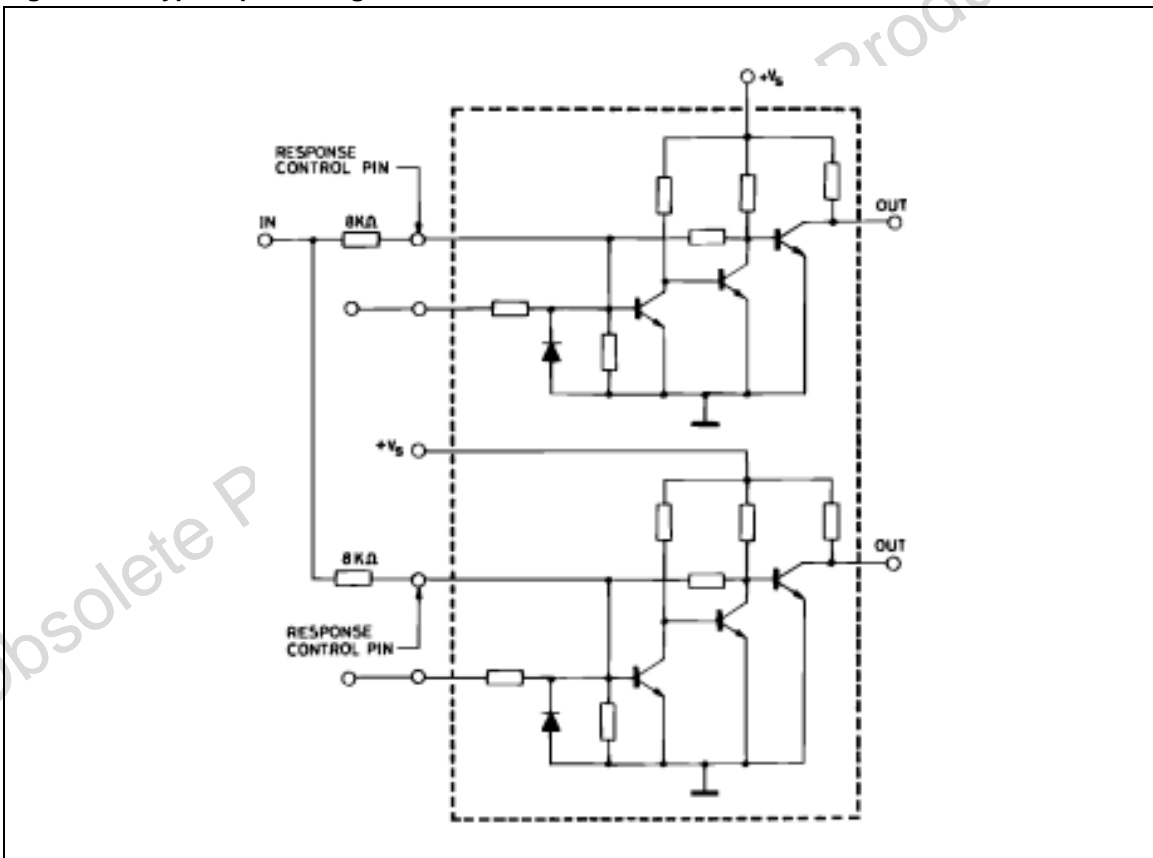 +Vs
RESPONSE
CONTROL PIN
IN
8KΩ
OUT
+Vs
8KΩ
OUT
RESPONSE
CONTROL PIN
Obsolete P
Produ